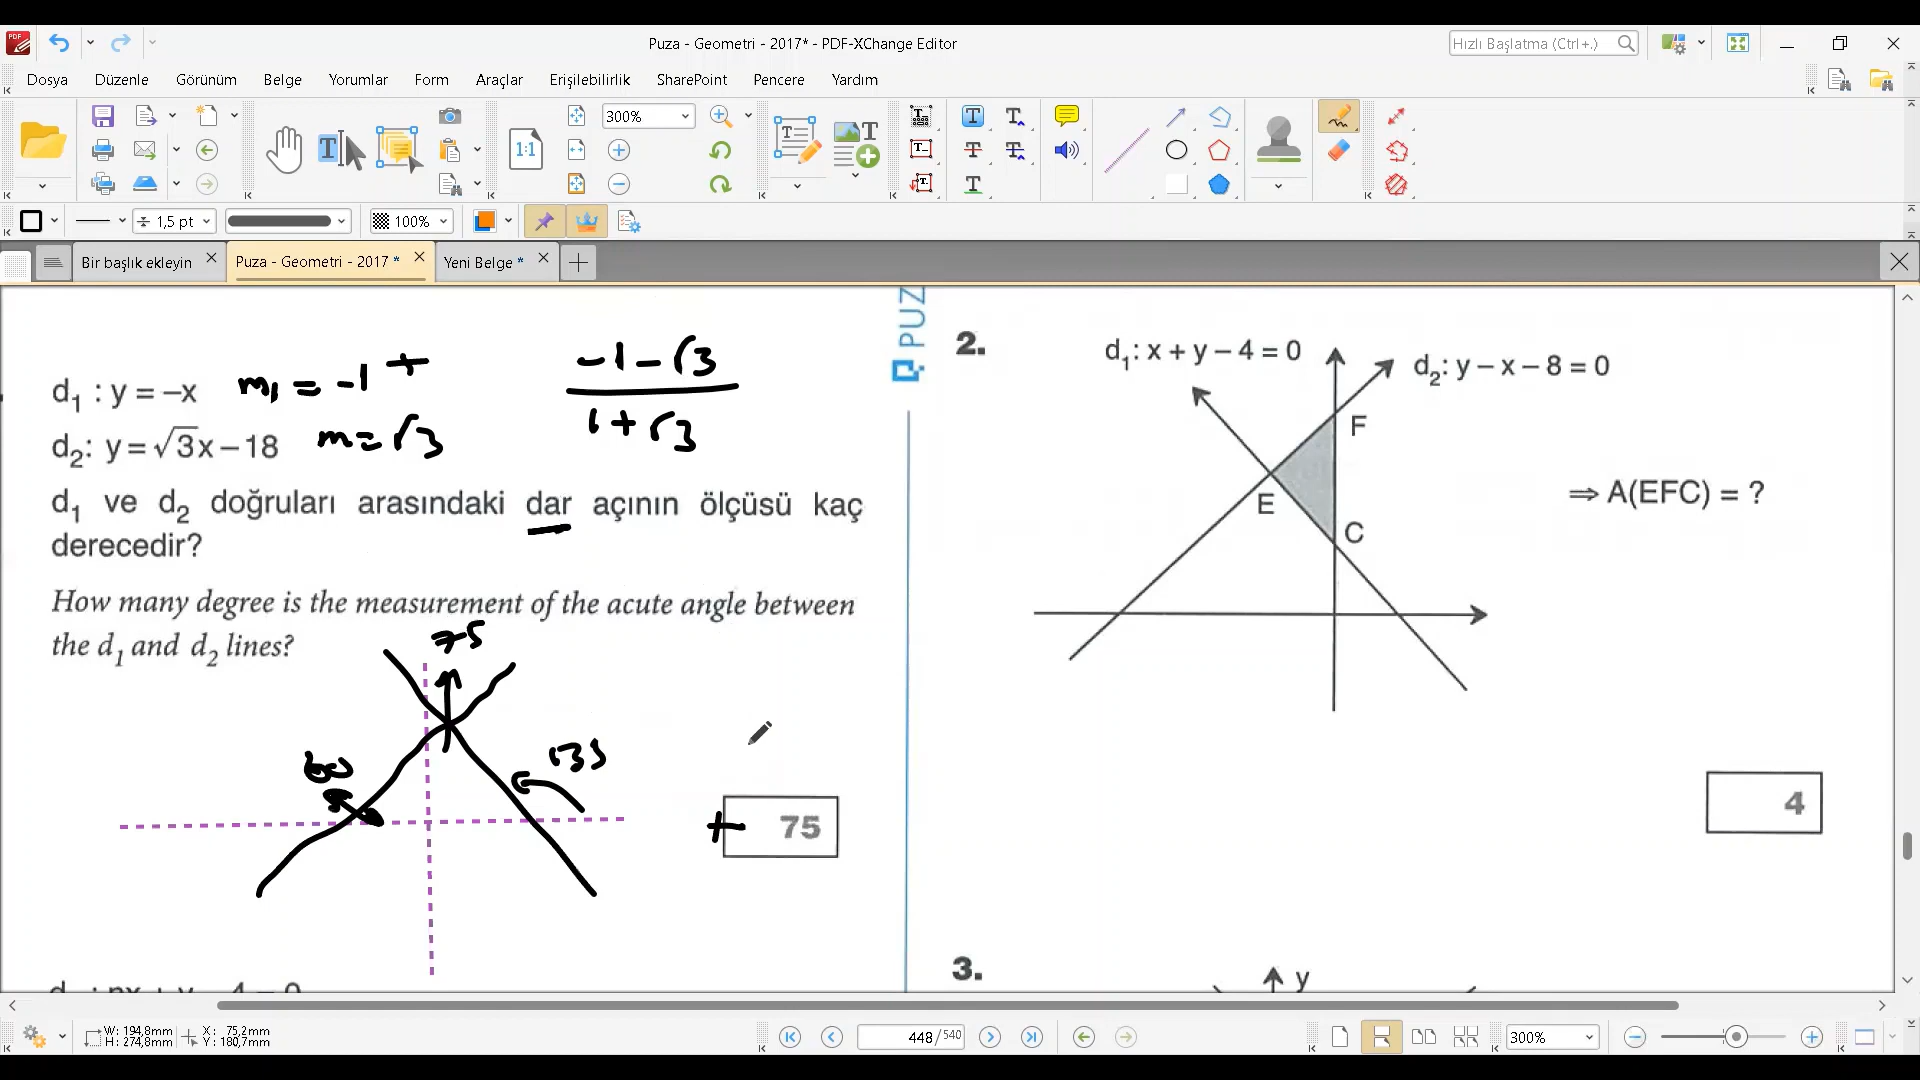 Puza - Geometri - 2017* - PDF-XChange Editor
Hızlı Başlatma (Ctrl+.)
Dosya Düzenle Görünüm Belge Yorumlar Form Araçlar Erişilebilirlik SharePoint Pencere Yardım
300%
1:1
1,5 pt
100%
Bir başlık ekleyin
Puza - Geometri - 2017 *
Yeni Belge *
d₁ : y = –x
m₁ = -1 +
d₂: y = √3x – 18
m = √3
-1 - √3
1 + √3
d₁ ve d₂ doğruları arasındaki dar açının ölçüsü kaç
derecedir?
How many degree is the measurement of the acute angle between
the d₁ and d₂ lines?
75
60
135
+ 75
PUZ
2.
d₁: x + y – 4 = 0
d₂: y – x – 8 = 0
F
E
C
⇒ A(EFC) = ?
4
3.
y
W: 194,8mm
H: 274,8mm
X: 75,2mm
Y: 180,7mm
448 / 540
300%